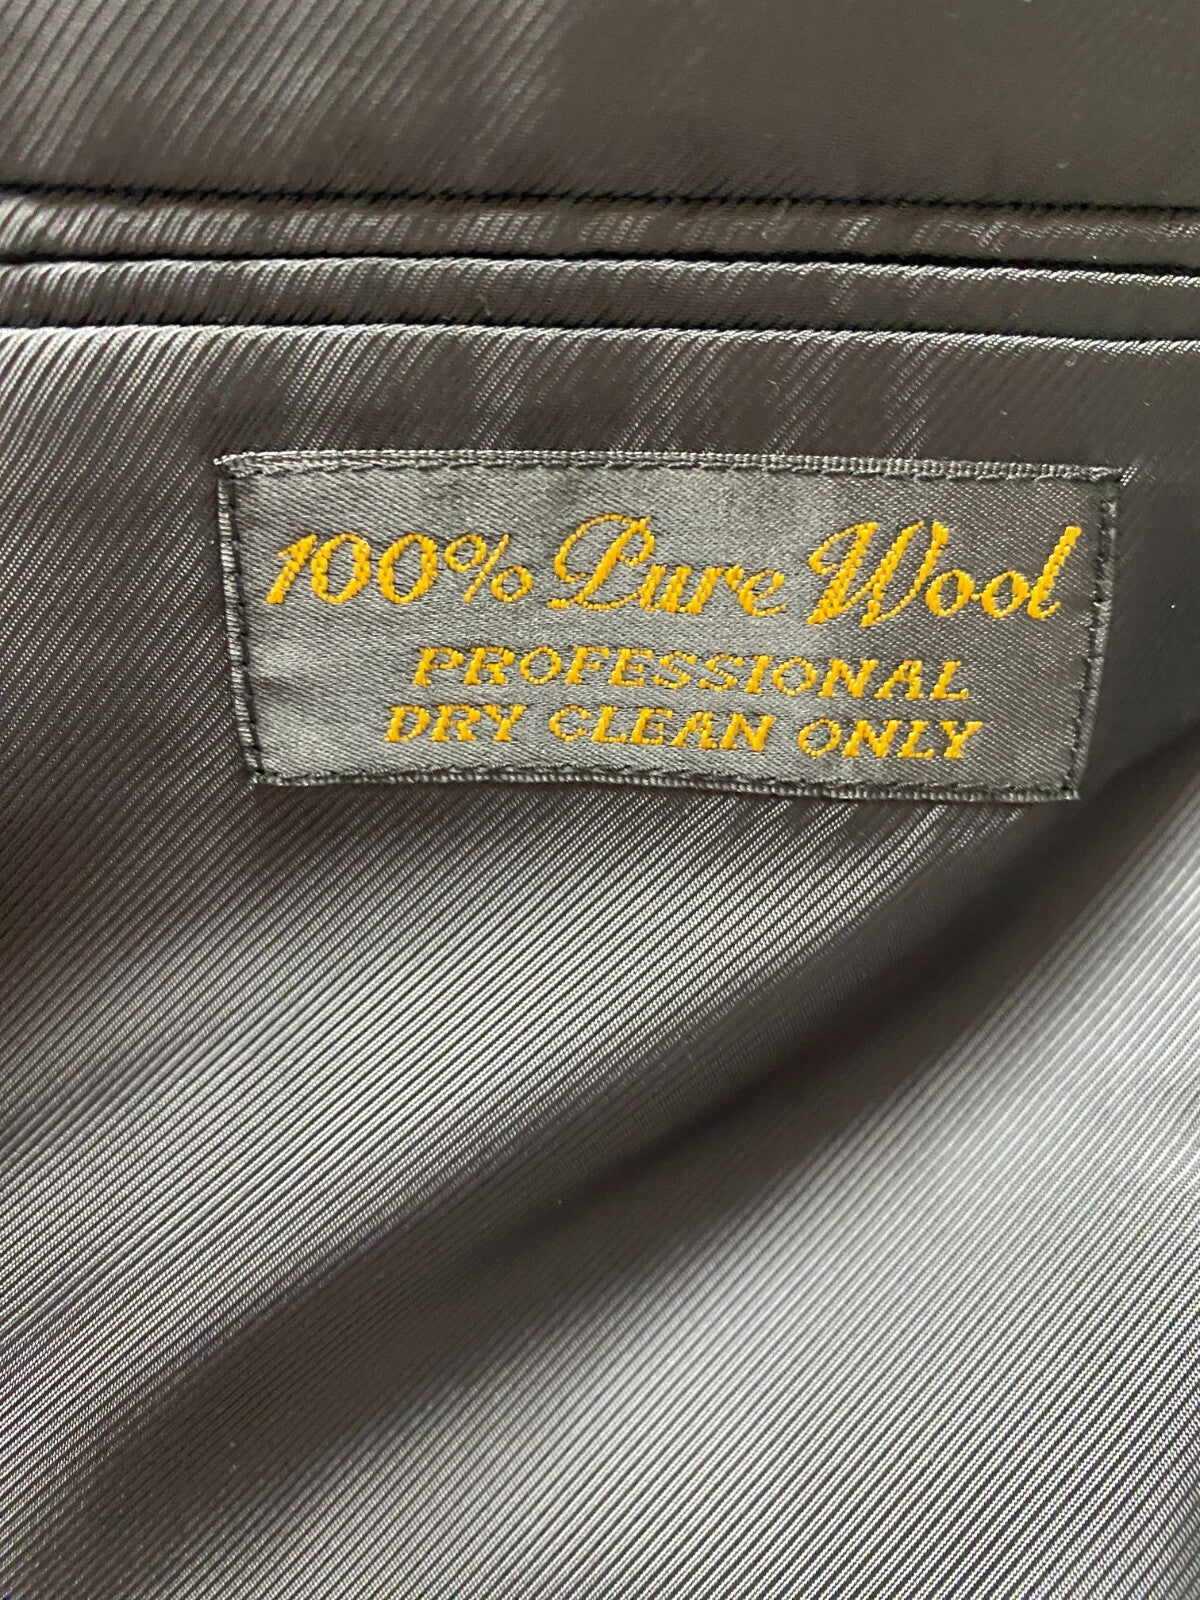 100% Pure Wool
PROFESSIONAL
DRY CLEAN ONLY